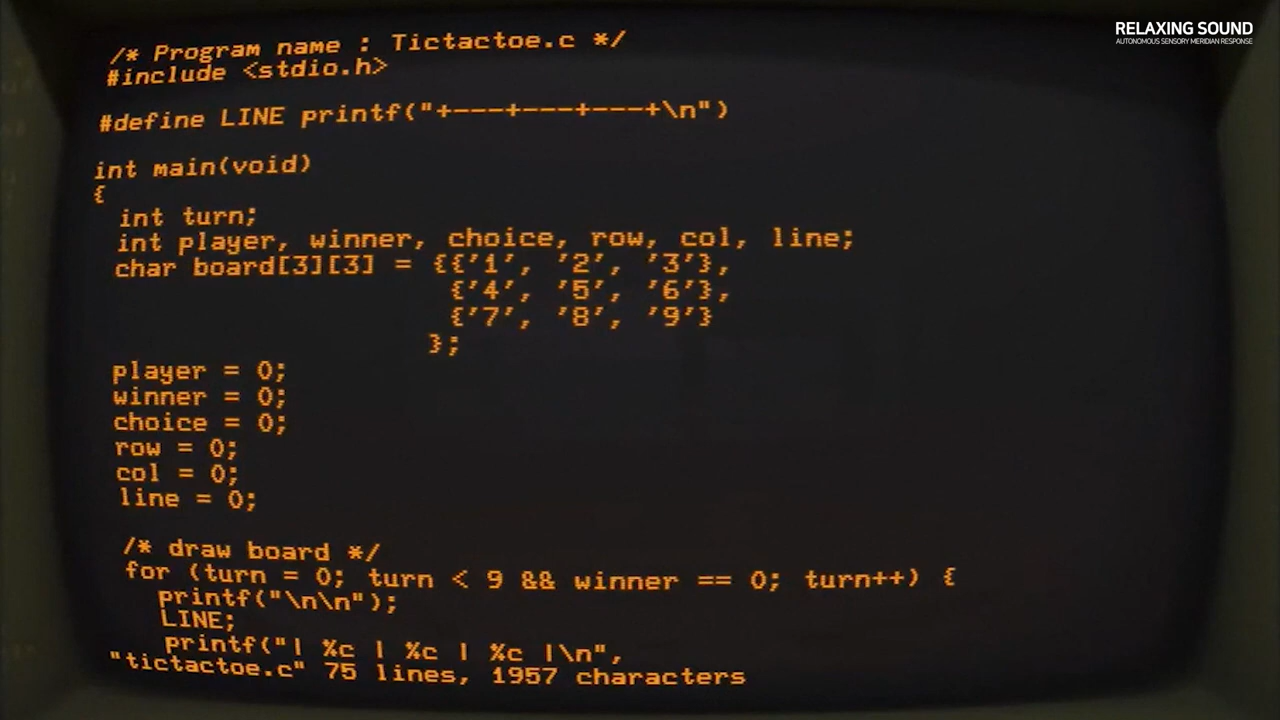 RELAXING SOUND
AUTONOMOUS SENSORY MERIDIAN RESPONSE
/* Program name : Tictactoe.c */
#include <stdio.h>
#define LINE printf("+---+---+---+\n")
int main(void)
{
  int turn;
  int player, winner, choice, row, col, line;
  char board[3][3] = {{'1', '2', '3'},
                      {'4', '5', '6'},
                      {'7', '8', '9'}
                     };
  player = 0;
  winner = 0;
  choice = 0;
  row = 0;
  col = 0;
  line = 0;
  /* draw board */
  for (turn = 0; turn < 9 && winner == 0; turn++) {
    printf("\n\n");
    LINE;
    printf("| %c | %c | %c |\n",
"tictactoe.c" 75 lines, 1957 characters